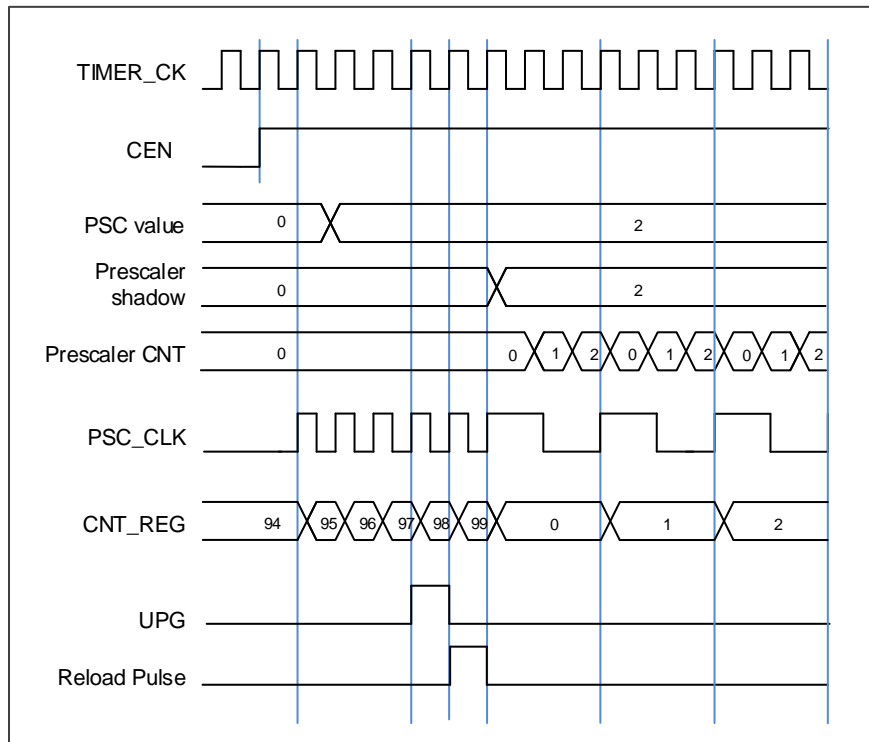 TIMER_CK
CEN
PSC value 0 2
Prescaler
shadow 0 2
Prescaler CNT 0 0 1 2 0 1 2 0 1 2
PSC_CLK
CNT_REG 94 95 96 97 98 99 0 1 2
UPG
Reload Pulse